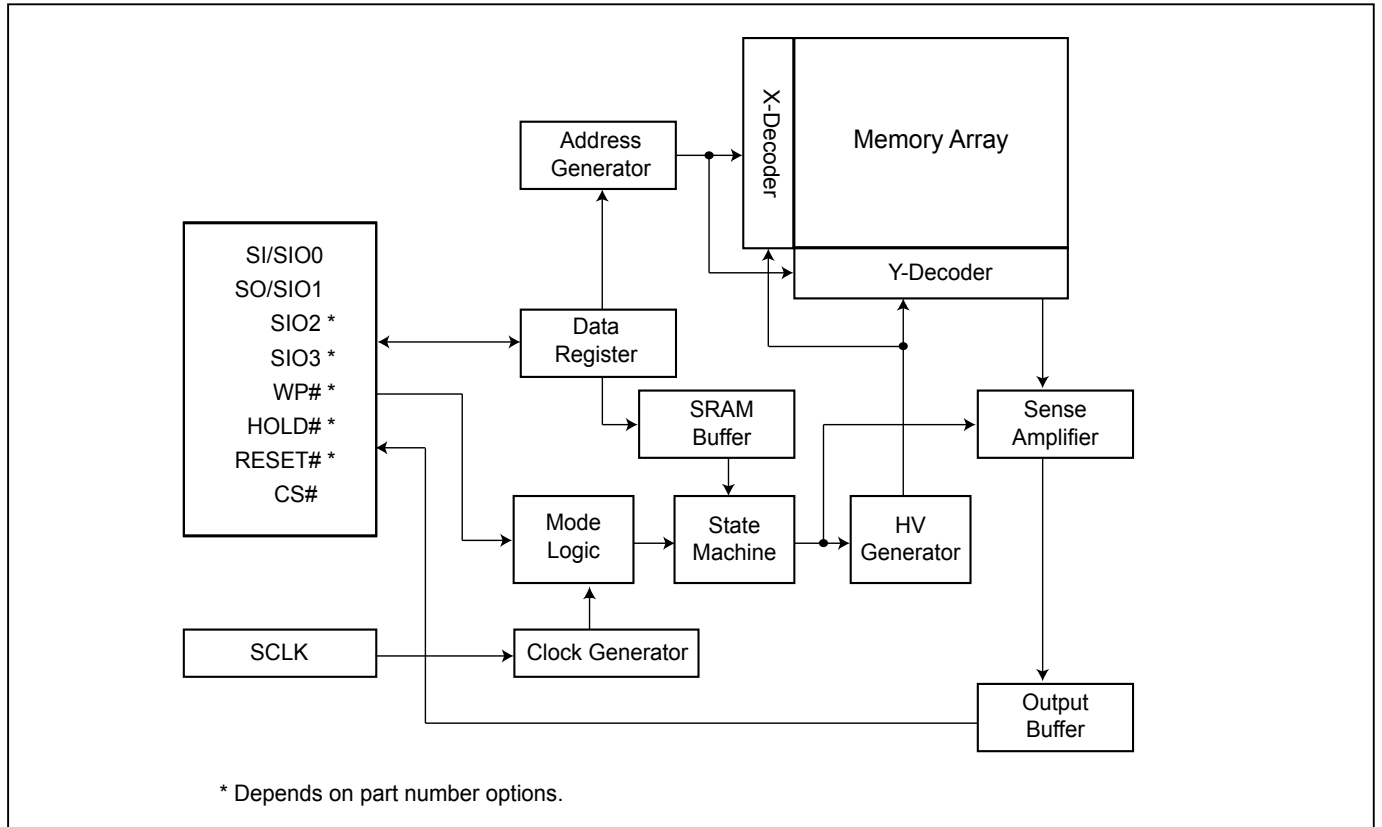 X-Decoder
Memory Array
Address
Generator
SI/SIO0
SO/SIO1
SIO2 *
SIO3 *
WP# *
HOLD# *
RESET# *
CS#
Y-Decoder
Data
Register
SRAM
Buffer
Sense
Amplifier
Mode
Logic
State
Machine
HV
Generator
SCLK
Clock Generator
Output
Buffer
* Depends on part number options.